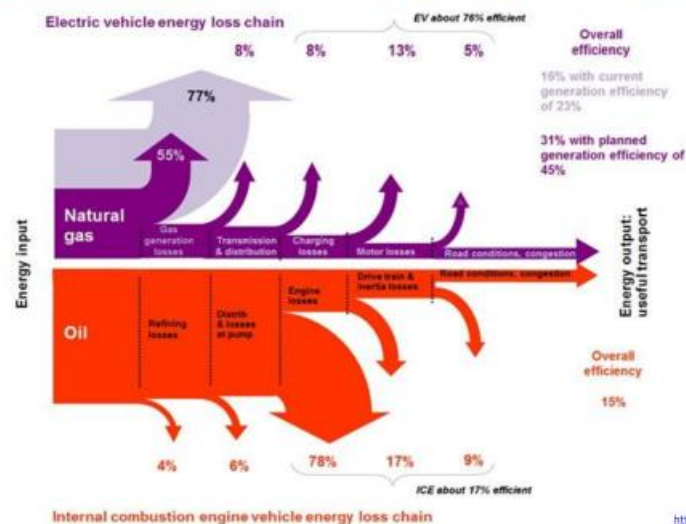 Electric vehicle energy loss chain
EV about 76% efficient
8%
8%
13%
5%
Overall
efficiency
16% with current
generation efficiency
of 23%
31% with planned
generation efficiency of
45%
77%
55%
Energy input
Natural
gas
Gas
generation
losses
Transmission
& distribution
Charging
losses
Motor losses
Road conditions, congestion
Energy output:
useful transport
Oil
Refining
losses
Distrib
& losses
at pump
Engine
losses
Drive train &
Inertia losses
Road conditions, congestion
Overall
efficiency
15%
4%
6%
78%
17%
9%
ICE about 17% efficient
Internal combustion engine vehicle energy loss chain